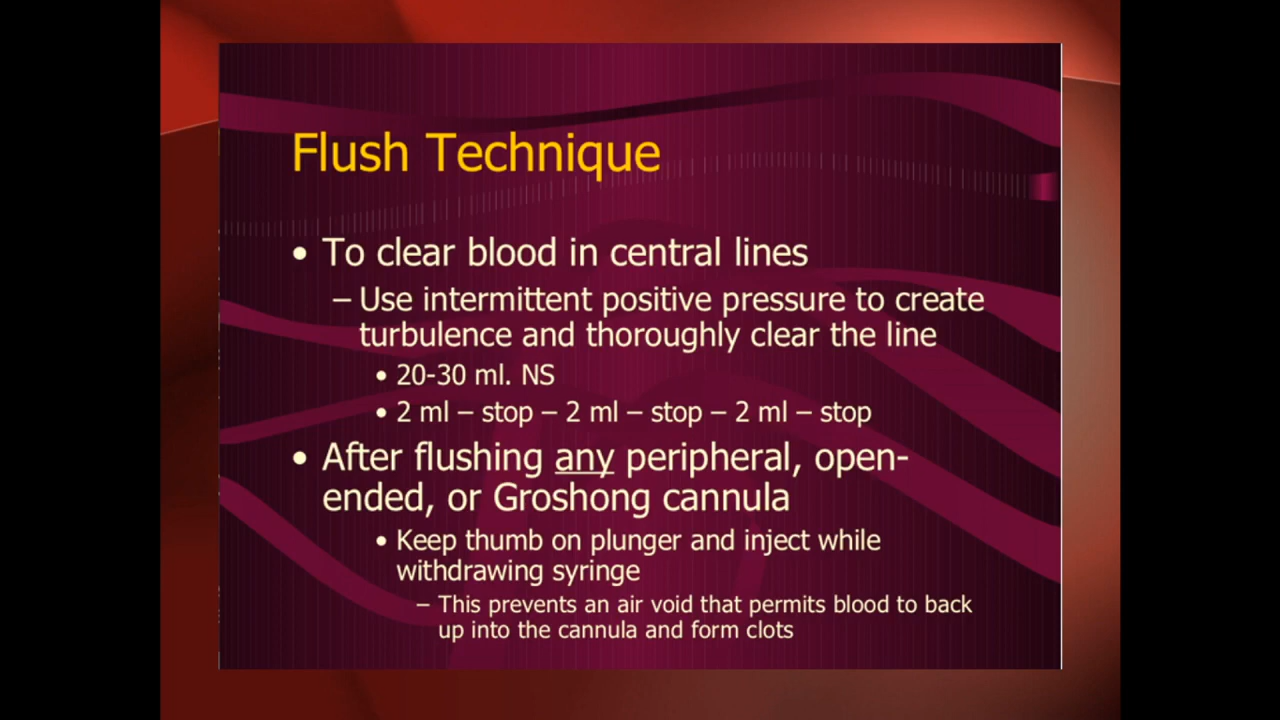 Flush Technique
• To clear blood in central lines
– Use intermittent positive pressure to create
turbulence and thoroughly clear the line
• 20-30 ml. NS
• 2 ml – stop – 2 ml – stop – 2 ml – stop
• After flushing any peripheral, open-
ended, or Groshong cannula
• Keep thumb on plunger and inject while
withdrawing syringe
– This prevents an air void that permits blood to back
up into the cannula and form clots